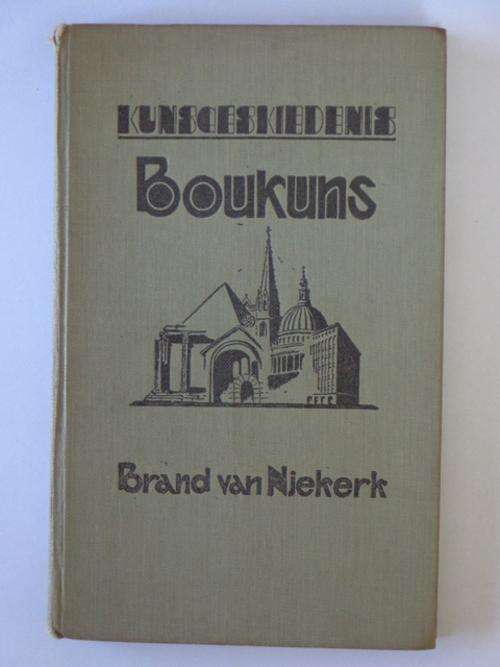 KUNSGESKIEDENIS
BOUKUNS
Brand van Niekerk